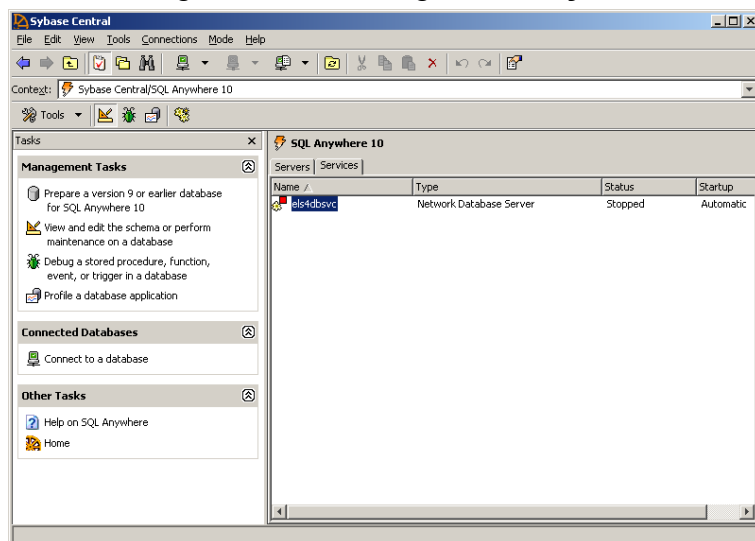 Sybase Central
File Edit View Tools Connections Mode Help
Context: Sybase Central/SQL Anywhere 10
Tools
Tasks
x
Management Tasks
Prepare a version 9 or earlier database
for SQL Anywhere 10
View and edit the schema or perform
maintenance on a database
Debug a stored procedure, function,
event, or trigger in a database
Profile a database application
Connected Databases
Connect to a database
Other Tasks
Help on SQL Anywhere
Home
SQL Anywhere 10
Servers Services
Name Type Status Startup
els4dbsvc Network Database Server Stopped Automatic